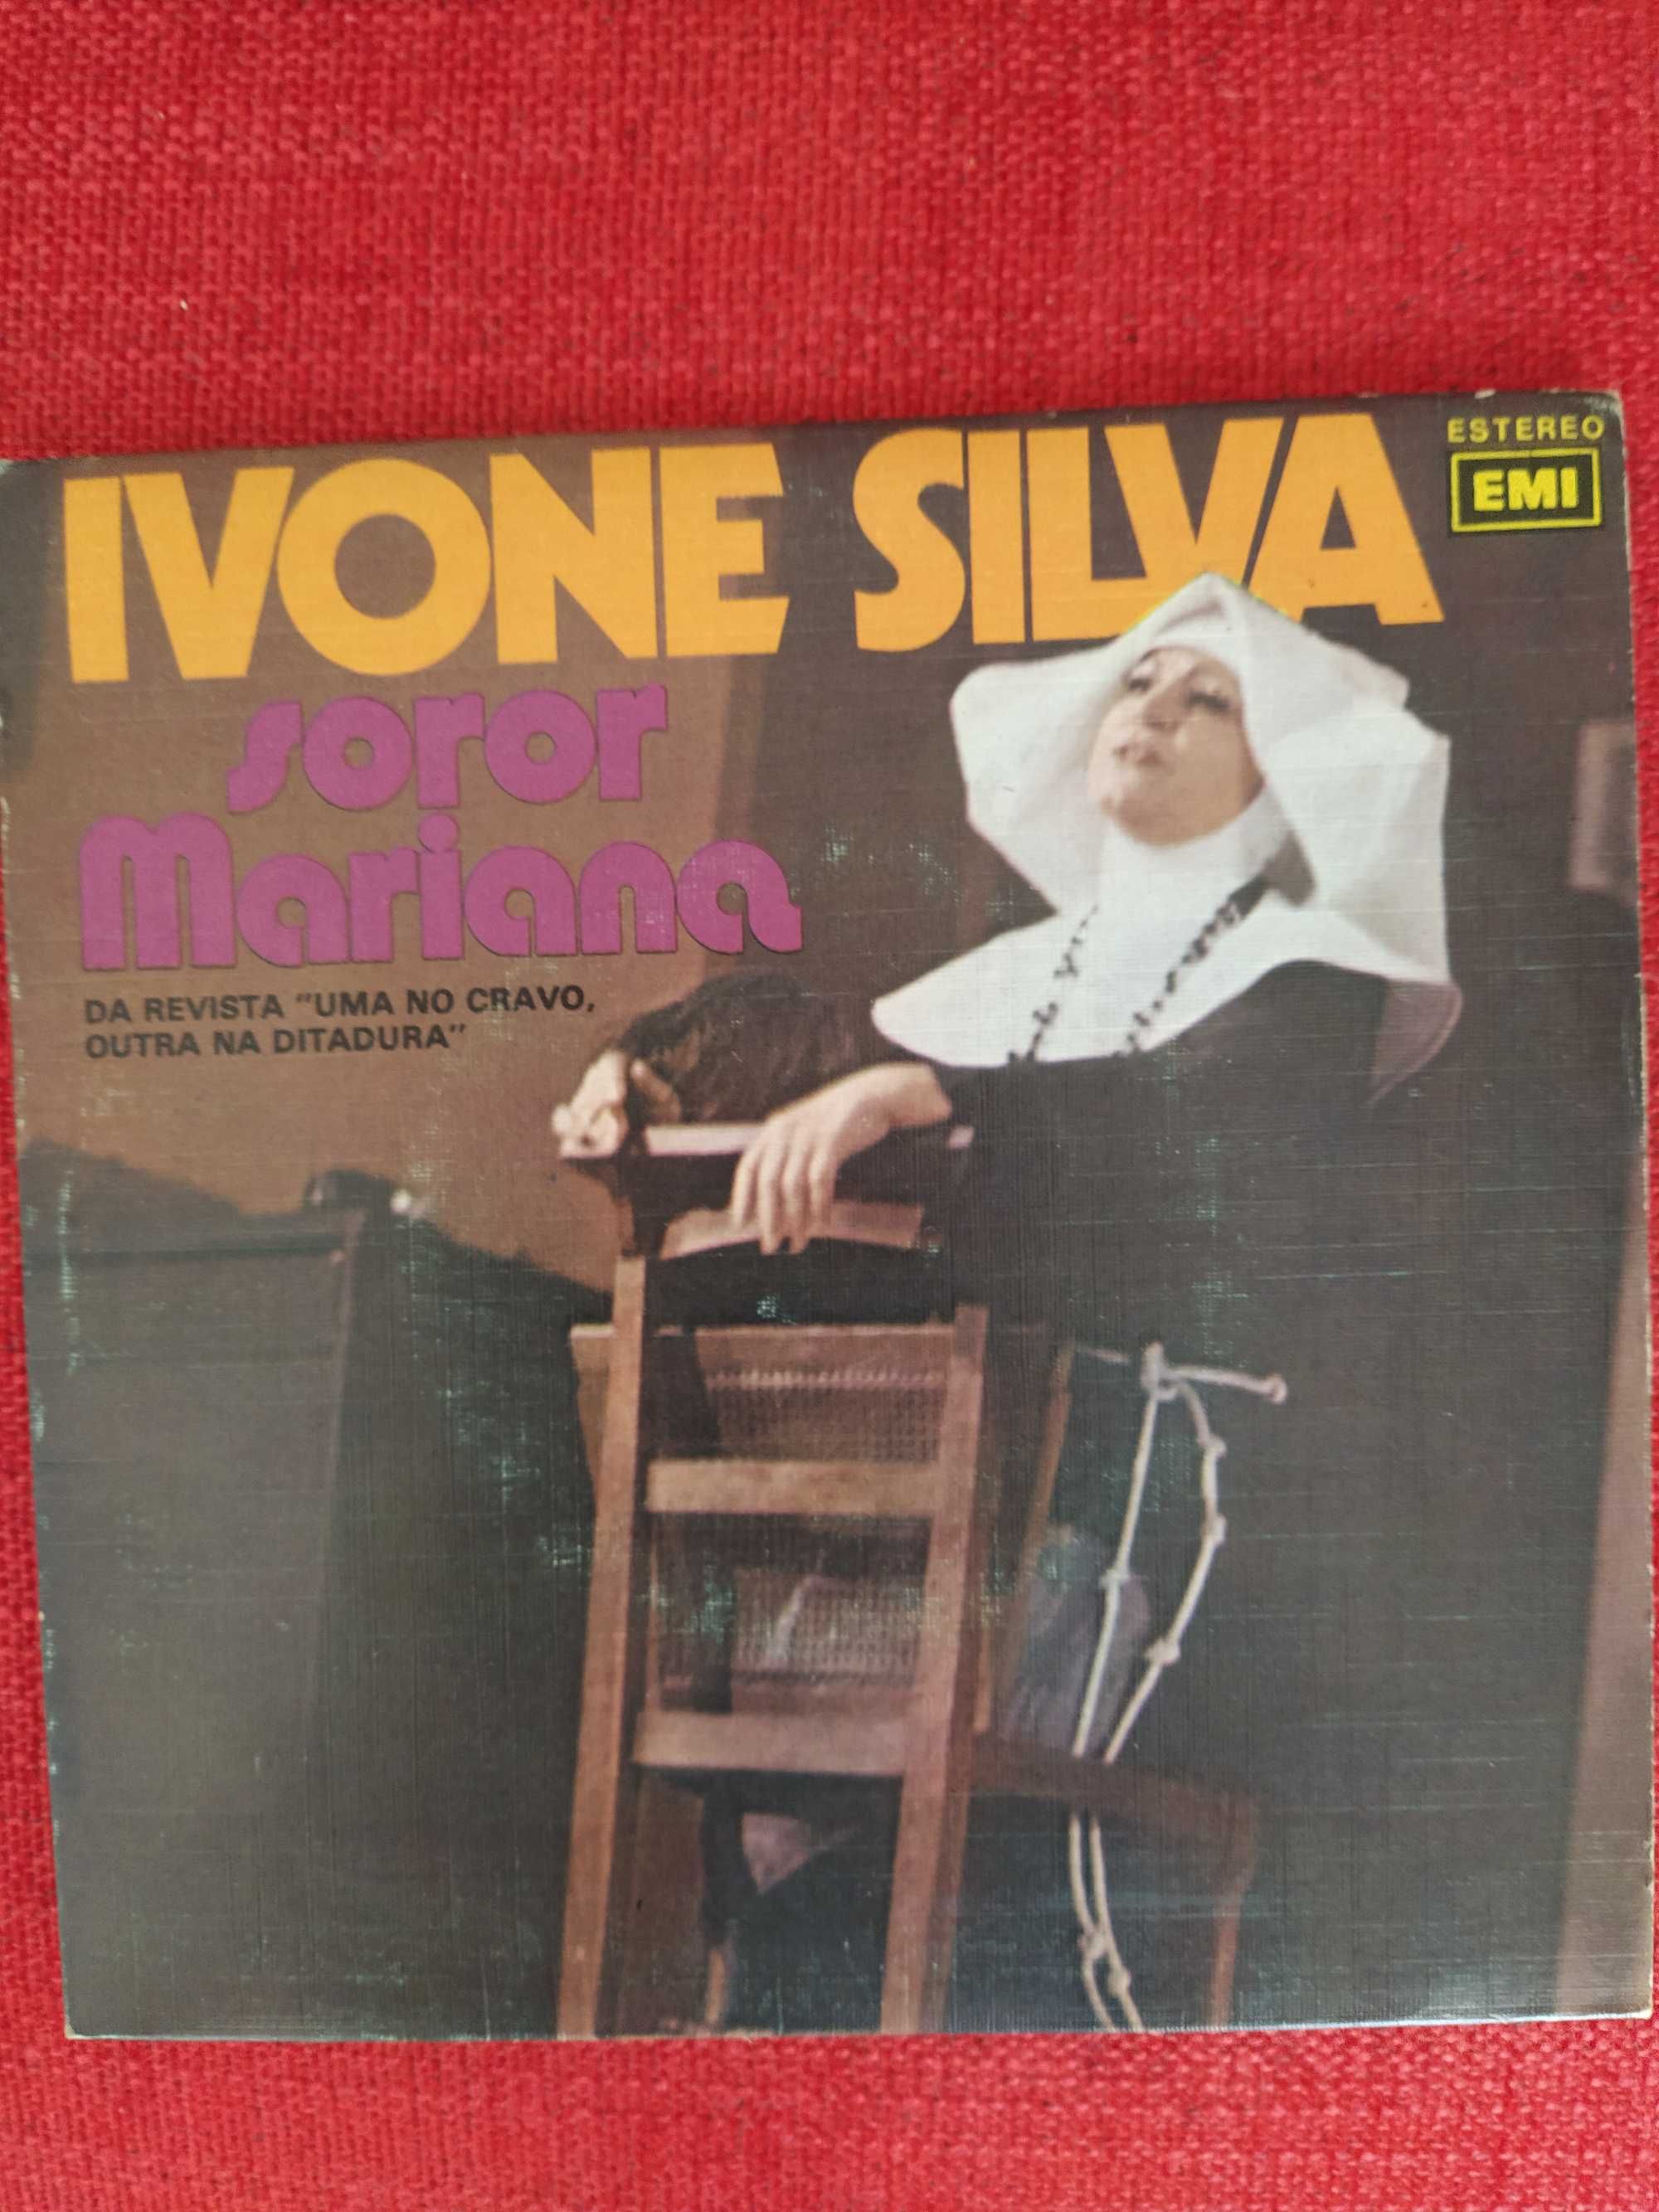 IVONE SILVA
ESTEREO
EMI
soror
Mariana
DA REVISTA "UMA NO CRAVO,
OUTRA NA DITADURA"